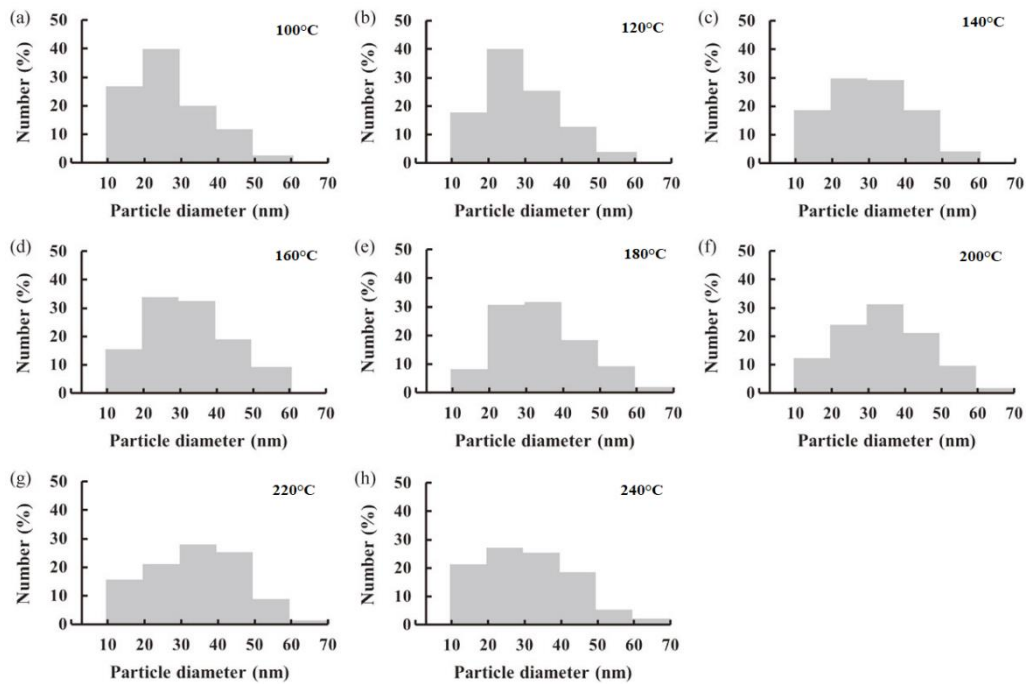 (a)
100°C
Number (%)
50
40
30
20
10
0
10 20 30 40 50 60 70
Particle diameter (nm)
(b)
120°C
Number (%)
50
40
30
20
10
0
10 20 30 40 50 60 70
Particle diameter (nm)
(c)
140°C
Number (%)
50
40
30
20
10
0
10 20 30 40 50 60 70
Particle diameter (nm)
(d)
160°C
Number (%)
50
40
30
20
10
0
10 20 30 40 50 60 70
Particle diameter (nm)
(e)
180°C
Number (%)
50
40
30
20
10
0
10 20 30 40 50 60 70
Particle diameter (nm)
(f)
200°C
Number (%)
50
40
30
20
10
0
10 20 30 40 50 60 70
Particle diameter (nm)
(g)
220°C
Number (%)
50
40
30
20
10
0
10 20 30 40 50 60 70
Particle diameter (nm)
(h)
240°C
Number (%)
50
40
30
20
10
0
10 20 30 40 50 60 70
Particle diameter (nm)